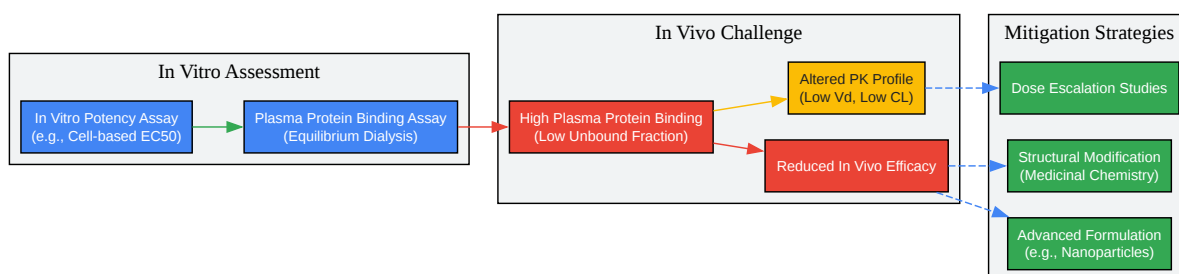 In Vitro Assessment
In Vitro Potency Assay
(e.g., Cell-based EC50)
Plasma Protein Binding Assay
(Equilibrium Dialysis)
In Vivo Challenge
High Plasma Protein Binding
(Low Unbound Fraction)
Altered PK Profile
(Low Vd, Low CL)
Reduced In Vivo Efficacy
Mitigation Strategies
Dose Escalation Studies
Structural Modification
(Medicinal Chemistry)
Advanced Formulation
(e.g., Nanoparticles)